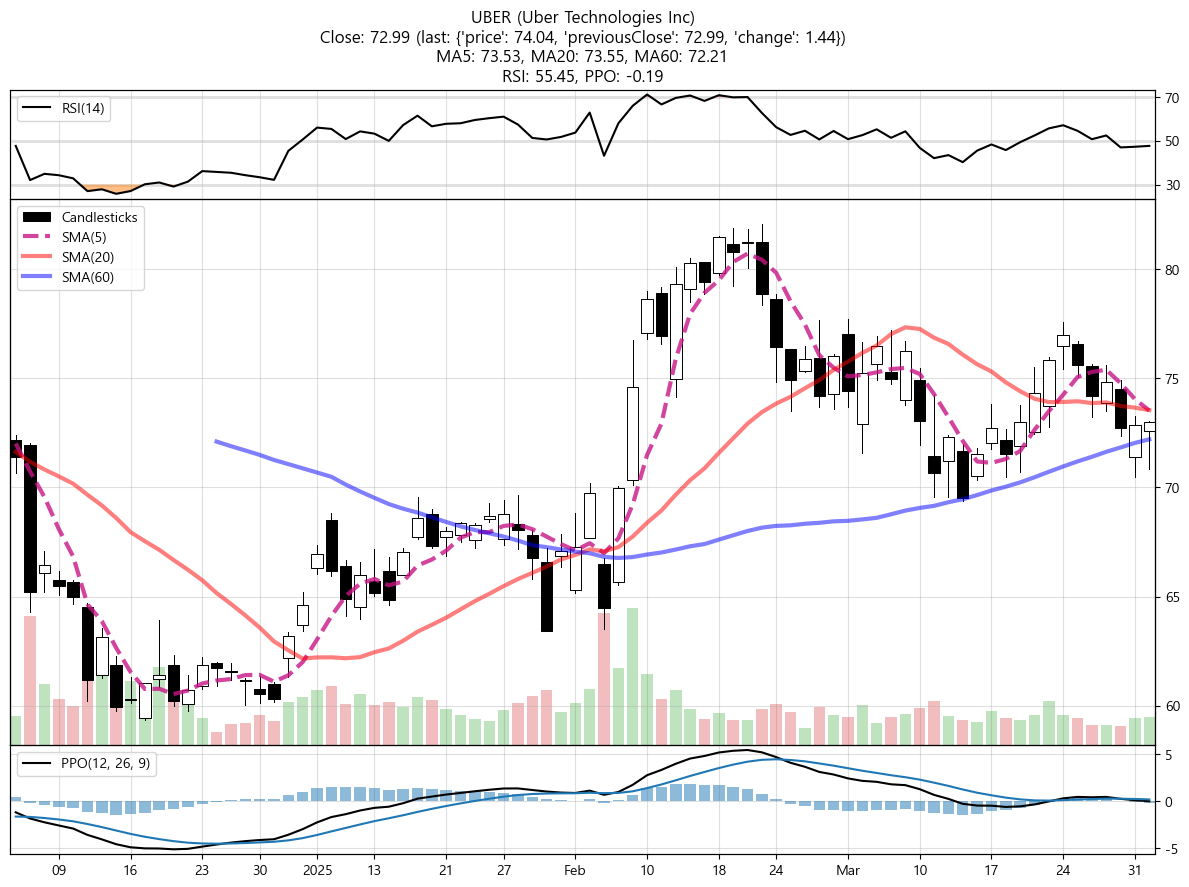 UBER (Uber Technologies Inc)
Close: 72.99 (last: {'price': 74.04, 'previousClose': 72.99, 'change': 1.44})
MA5: 73.53, MA20: 73.55, MA60: 72.21
RSI: 55.45, PPO: -0.19
RSI(14)
70
50
30
Candlesticks
SMA(5)
SMA(20)
SMA(60)
80
75
70
65
60
PPO(12, 26, 9)
5
0
-5
09 16 23 30 2025 13 21 27 Feb 10 18 24 Mar 10 17 24 31